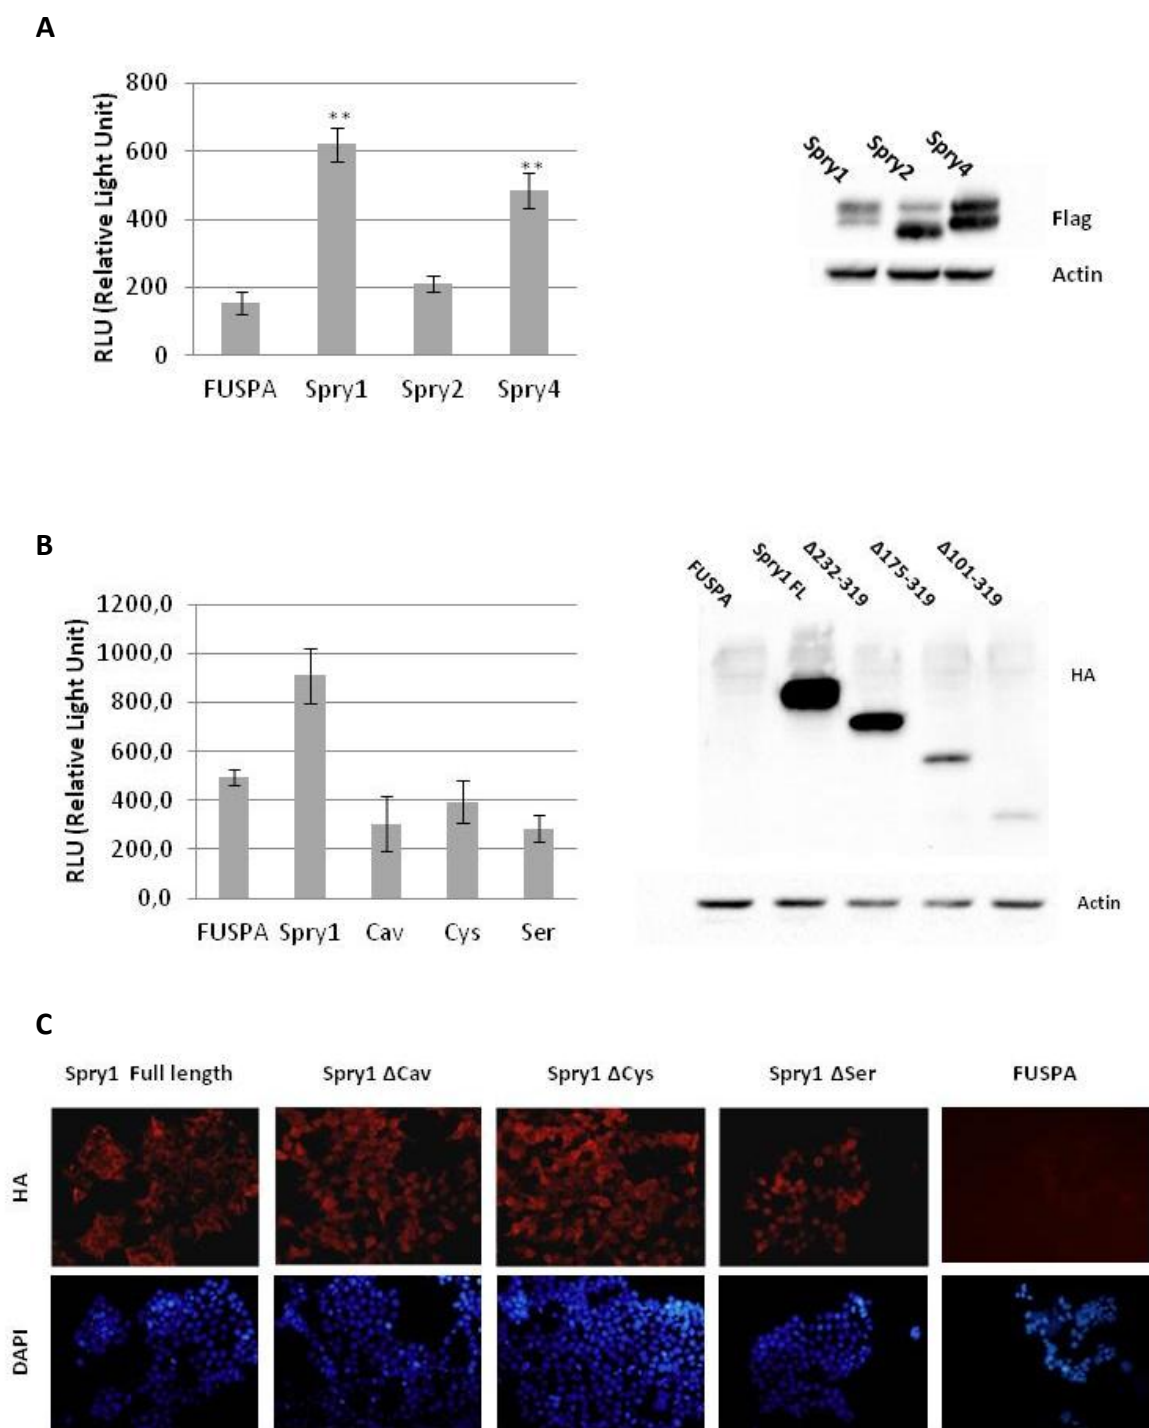 A
RLU (Relative Light Unit)
800
600
400
200
0
**
**
FUSPA Spry1 Spry2 Spry4
Spry1 Spry2 Spry4
Flag
Actin
B
RLU (Relative Light Unit)
1200,0
1000,0
800,0
600,0
400,0
200,0
0,0
FUSPA Spry1 Cav Cys Ser
FUSPA Spry1 FL Δ232-319 Δ175-319 Δ101-319
HA
Actin
C
Spry1 Full length Spry1 ΔCav Spry1 ΔCys Spry1 ΔSer FUSPA
HA
DAPI